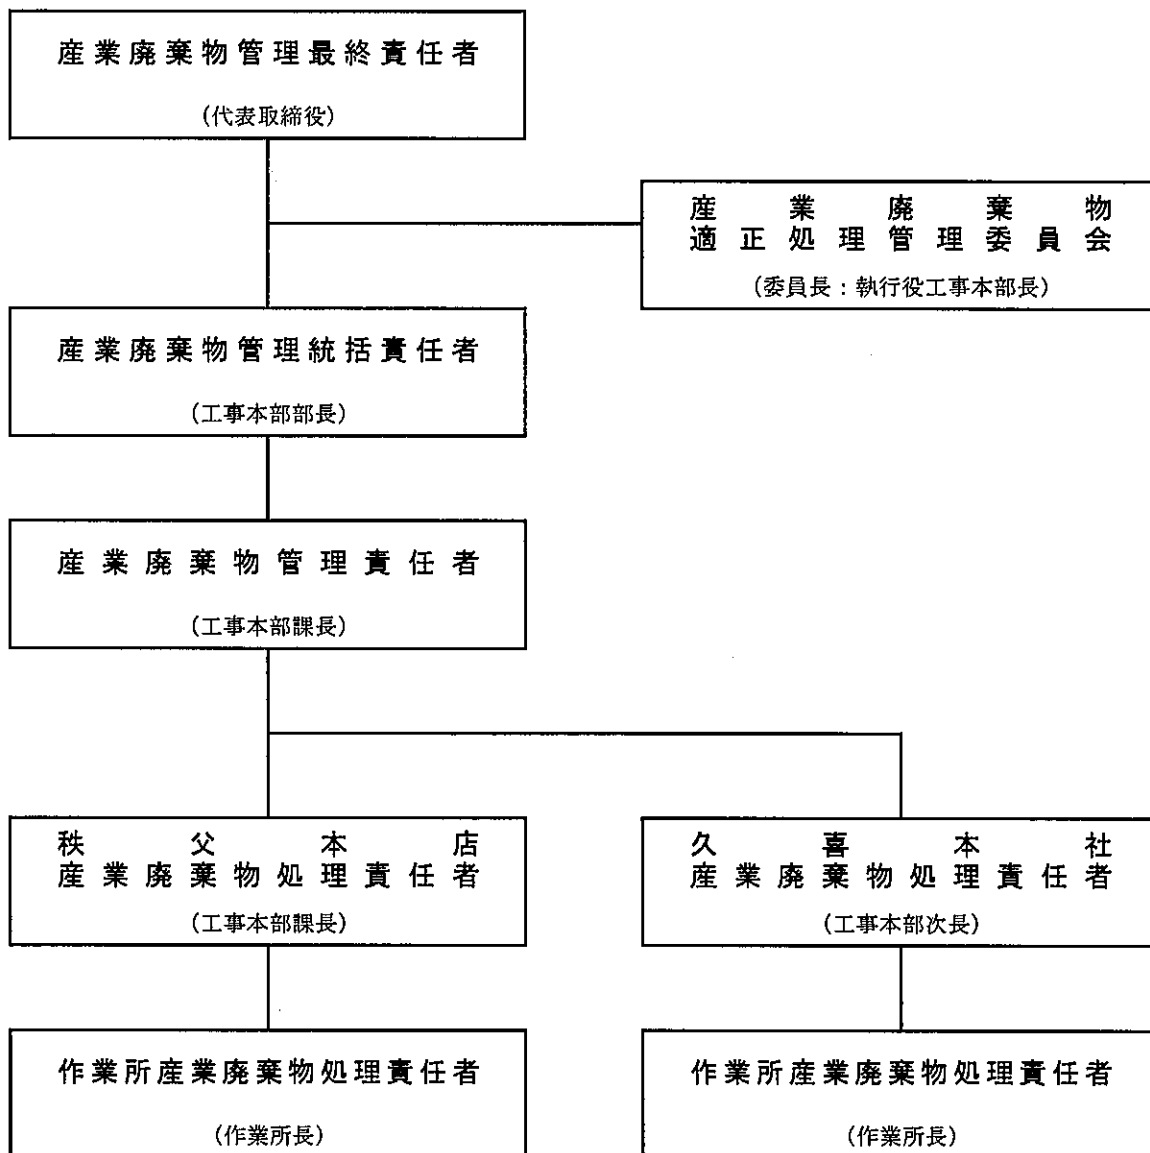 産業廃棄物管理最終責任者
(代表取締役)
産業廃棄物
適正処理管理委員会
(委員長：執行役工事本部長)
産業廃棄物管理統括責任者
(工事本部部長)
産業廃棄物管理責任者
(工事本部課長)
秩父本店
産業廃棄物処理責任者
(工事本部課長)
久喜本社
産業廃棄物処理責任者
(工事本部次長)
作業所産業廃棄物処理責任者
(作業所長)
作業所産業廃棄物処理責任者
(作業所長)